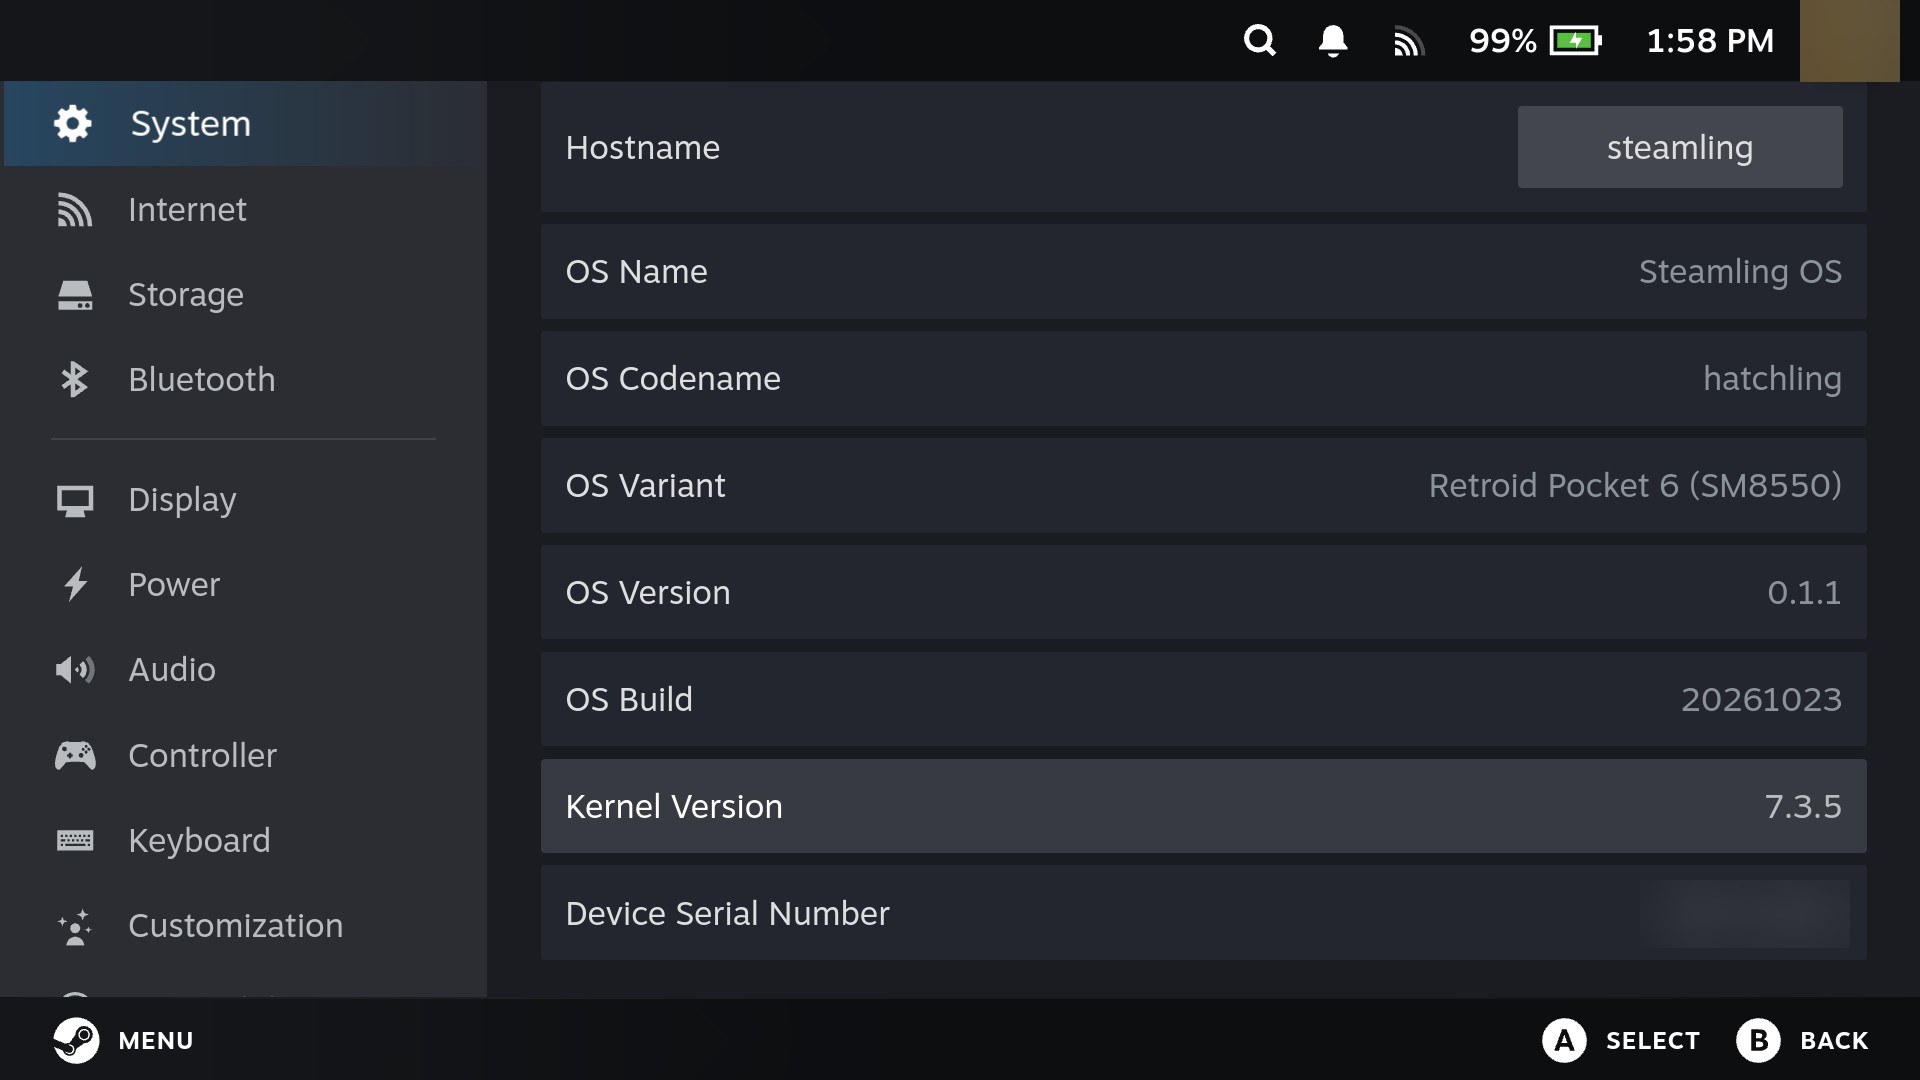 99%
1:58 PM
System
Internet
Storage
Bluetooth
Display
Power
Audio
Controller
Keyboard
Customization
Hostname
steamling
OS Name
Steamling OS
OS Codename
hatchling
OS Variant
Retroid Pocket 6 (SM8550)
OS Version
0.1.1
OS Build
20261023
Kernel Version
7.3.5
Device Serial Number
MENU
A SELECT
B BACK